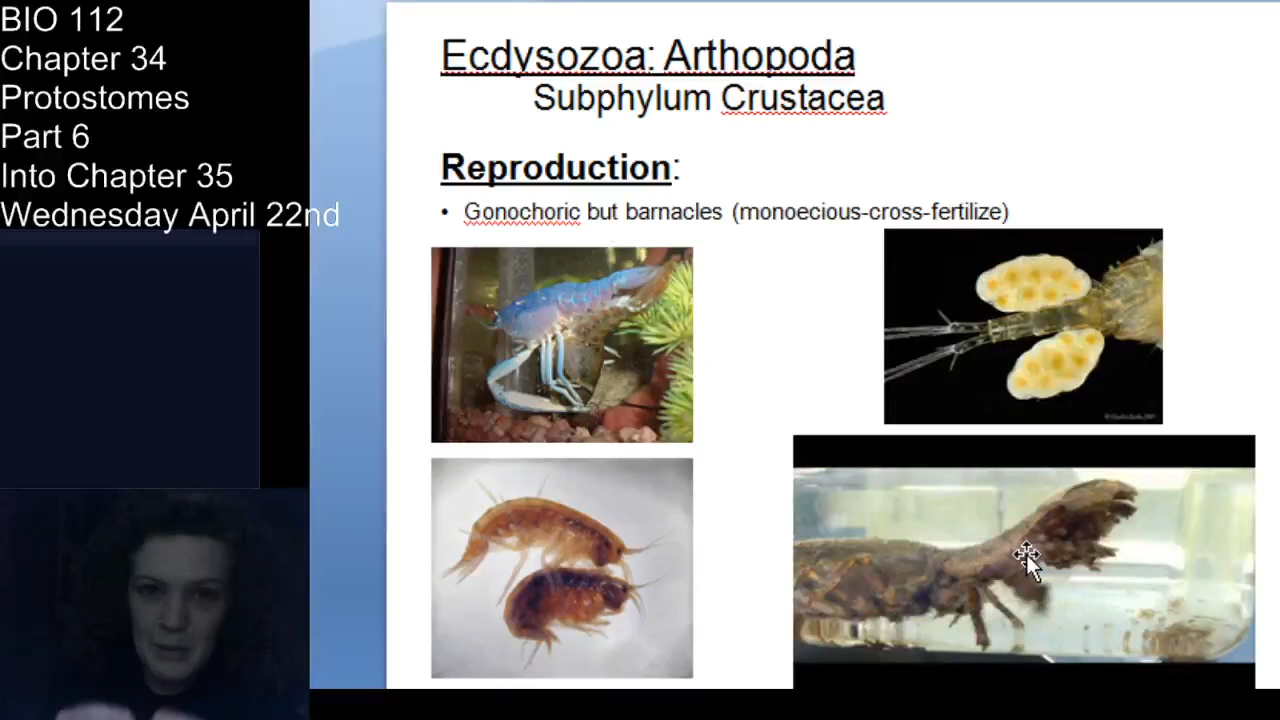 BIO 112
Chapter 34
Protostomes
Part 6
Into Chapter 35
Wednesday April 22nd
Ecdysozoa: Arthopoda
Subphylum Crustacea
Reproduction:
• Gonochoric but barnacles (monoecious-cross-fertilize)